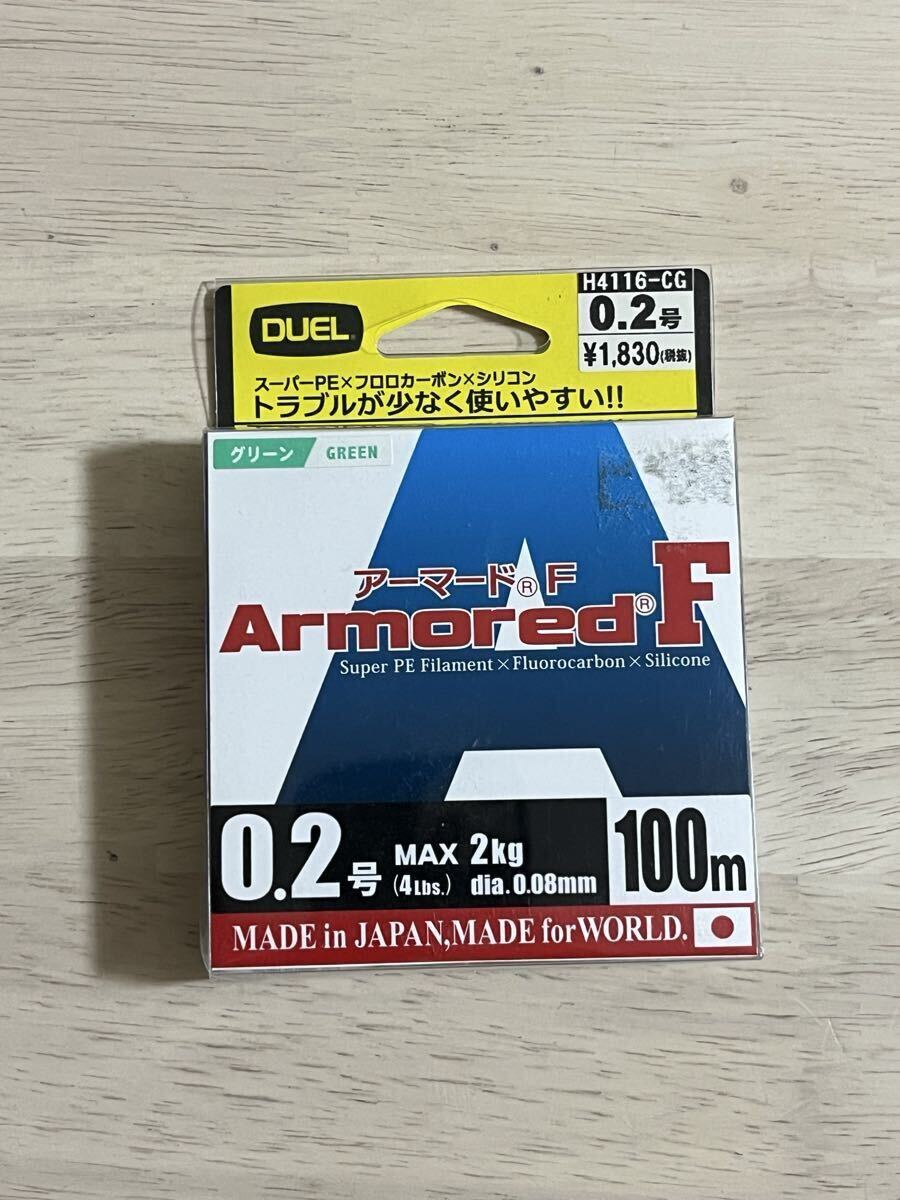 H4116-CG
DUEL
0.2号
¥1,830(税抜)
スーパーPE×フロロカーボン×シリコン
トラブルが少なく使いやすい!!
グリーン GREEN
アーマード® F
Armored® F
Super PE Filament×Fluorocarbon×Silicone
0.2号 MAX 2kg (4Lbs.) dia.0.08mm 100m
MADE in JAPAN,MADE for WORLD.